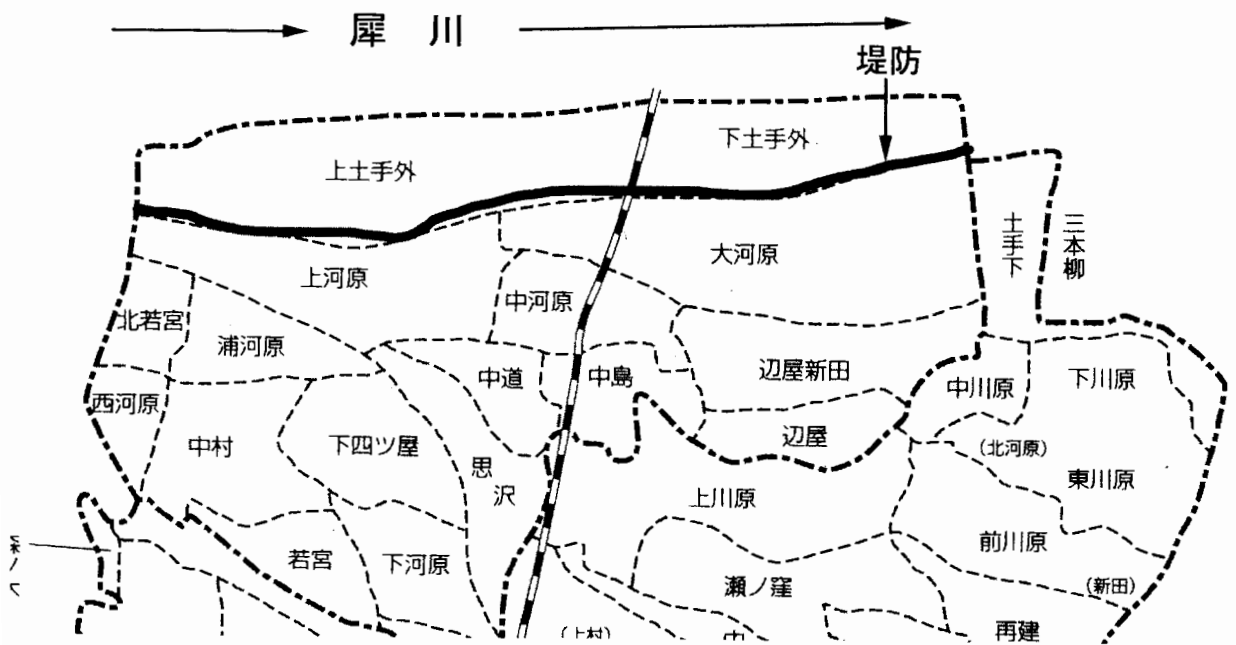 犀川
堤防
下土手外
上土手外
土手下
三本柳
大河原
上河原
中河原
北若宮
浦河原
辺屋新田
中道
中島
中川原
下川原
西河原
中村
下四ツ屋
思沢
辺屋
(北河原)
東川原
上川原
前川原
若宮
下河原
瀬ノ窪
(新田)
(上村)
再建